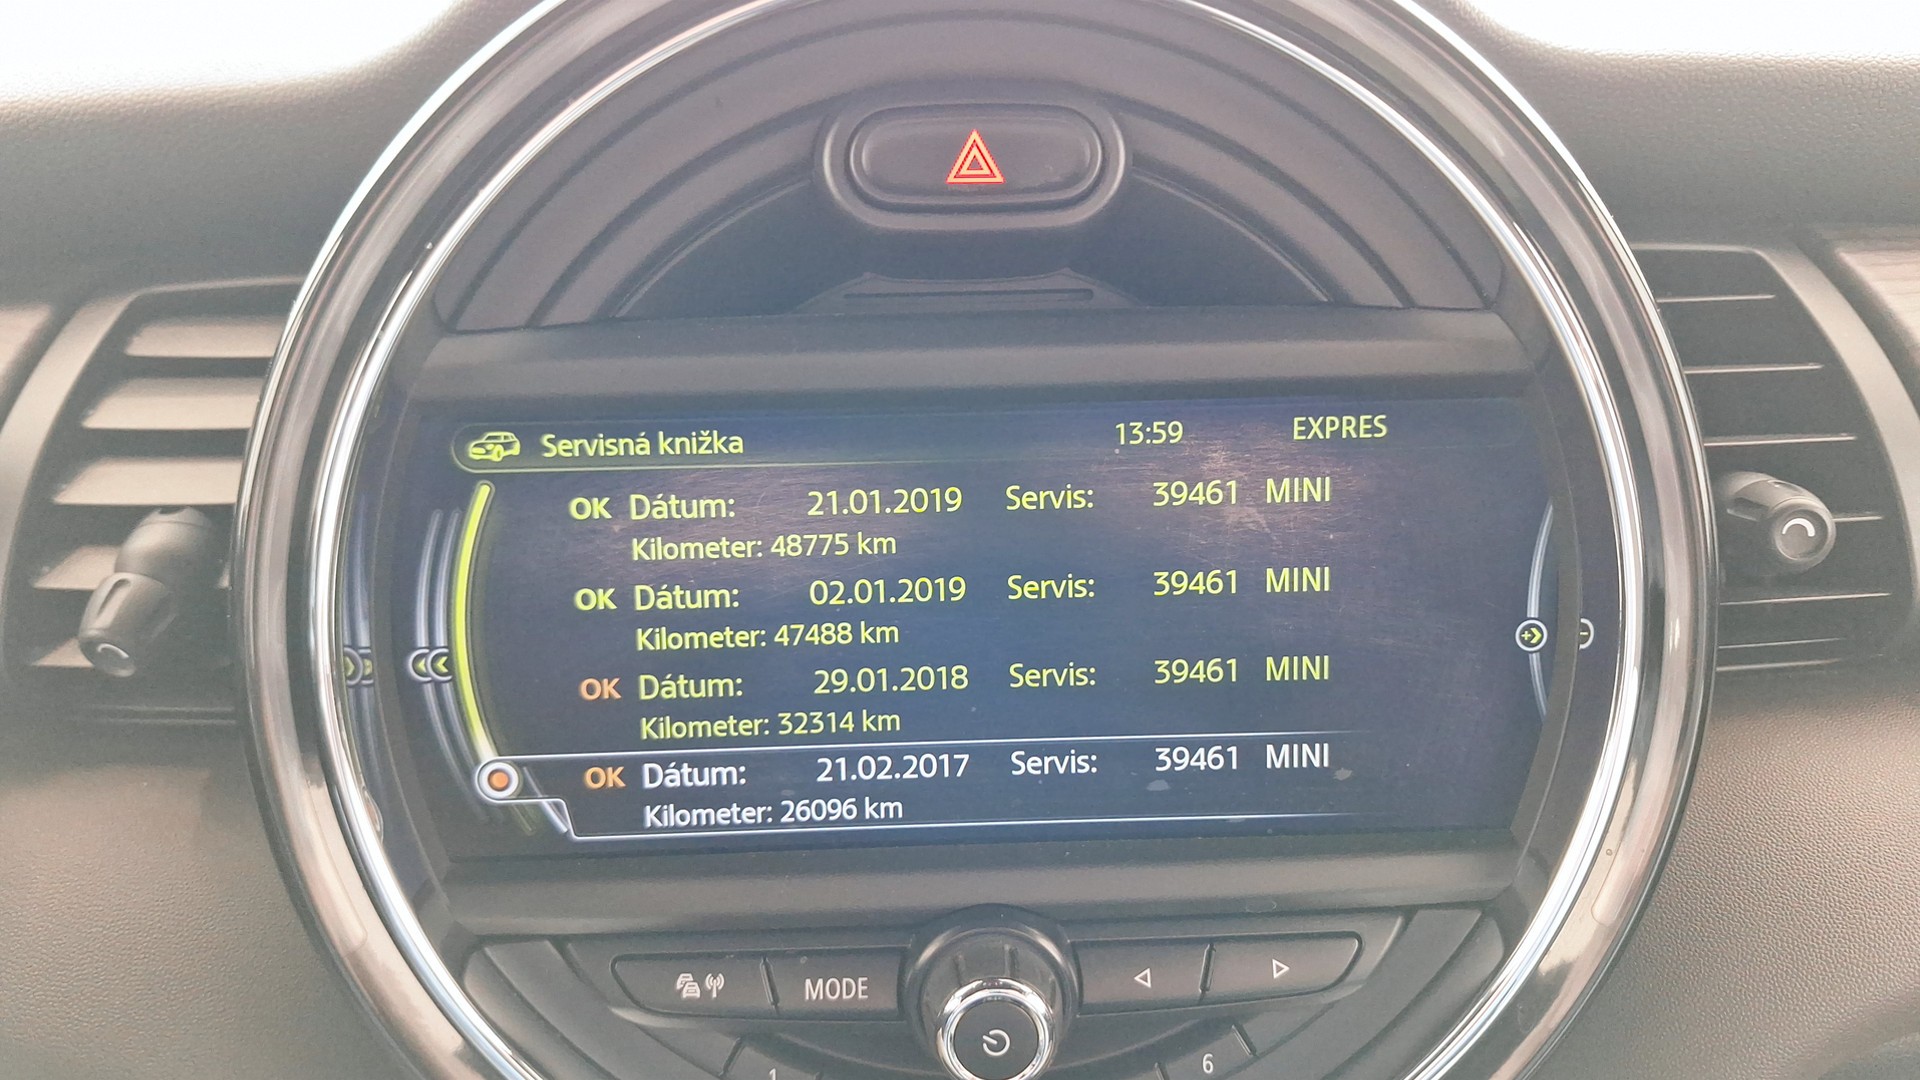 Servisná knižka 13:59 EXPRES
OK Dátum: 21.01.2019 Servis: 39461 MINI
Kilometer: 48775 km
OK Dátum: 02.01.2019 Servis: 39461 MINI
Kilometer: 47488 km
OK Dátum: 29.01.2018 Servis: 39461 MINI
Kilometer: 32314 km
OK Dátum: 21.02.2017 Servis: 39461 MINI
Kilometer: 26096 km
MODE
1 6